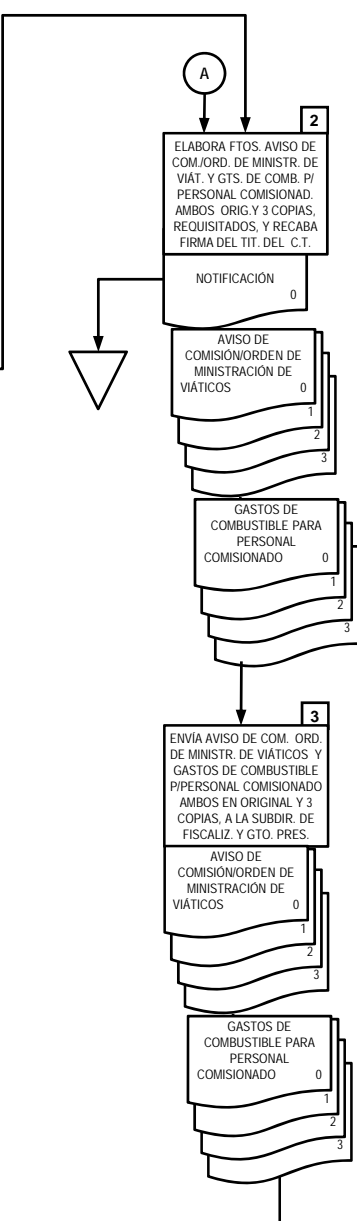 A
2
ELABORA FTOS. AVISO DE
COM./ORD. DE MINISTR. DE
VIÁT. Y GTS. DE COMB. P/
PERSONAL COMISIONAD.
AMBOS ORIG.Y 3 COPIAS,
REQUISITADOS, Y RECABA
FIRMA DEL TIT. DEL C.T.
NOTIFICACIÓN
0
AVISO DE
COMISIÓN/ORDEN DE
MINISTRACIÓN DE
VIÁTICOS 0
1
2
3
GASTOS DE
COMBUSTIBLE PARA
PERSONAL
COMISIONADO 0
1
2
3
3
ENVÍA AVISO DE COM. ORD.
DE MINISTR. DE VIÁTICOS Y
GASTOS DE COMBUSTIBLE
P/PERSONAL COMISIONADO
AMBOS EN ORIGINAL Y 3
COPIAS, A LA SUBDIR. DE
FISCALIZ. Y GTO. PRES.
AVISO DE
COMISIÓN/ORDEN DE
MINISTRACIÓN DE
VIÁTICOS 0
1
2
3
GASTOS DE
COMBUSTIBLE PARA
PERSONAL
COMISIONADO 0
1
2
3